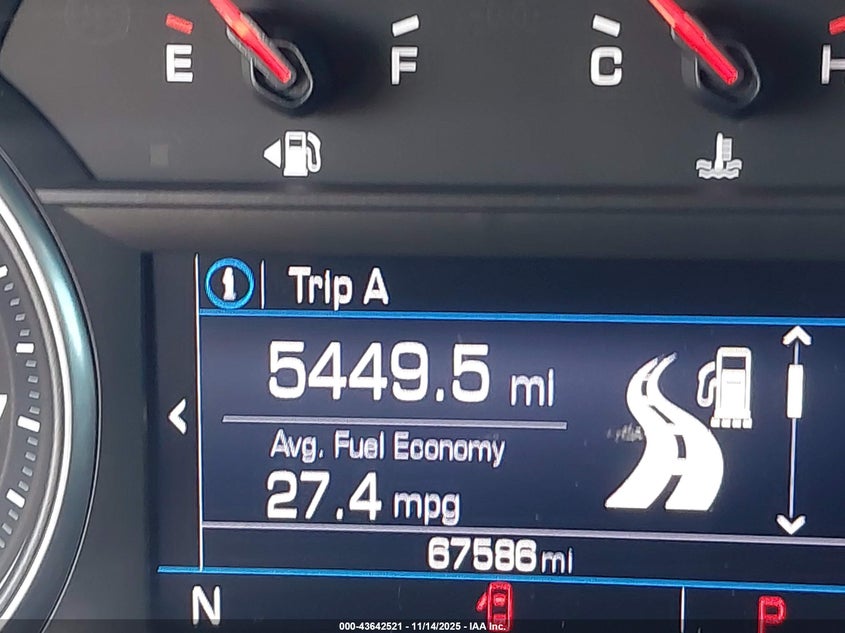 E F C H
Trip A
5449.5 mi
Avg. Fuel Economy
27.4 mpg
67586 mi
N P
000-43642521 - 11/14/2025 - IAA Inc.